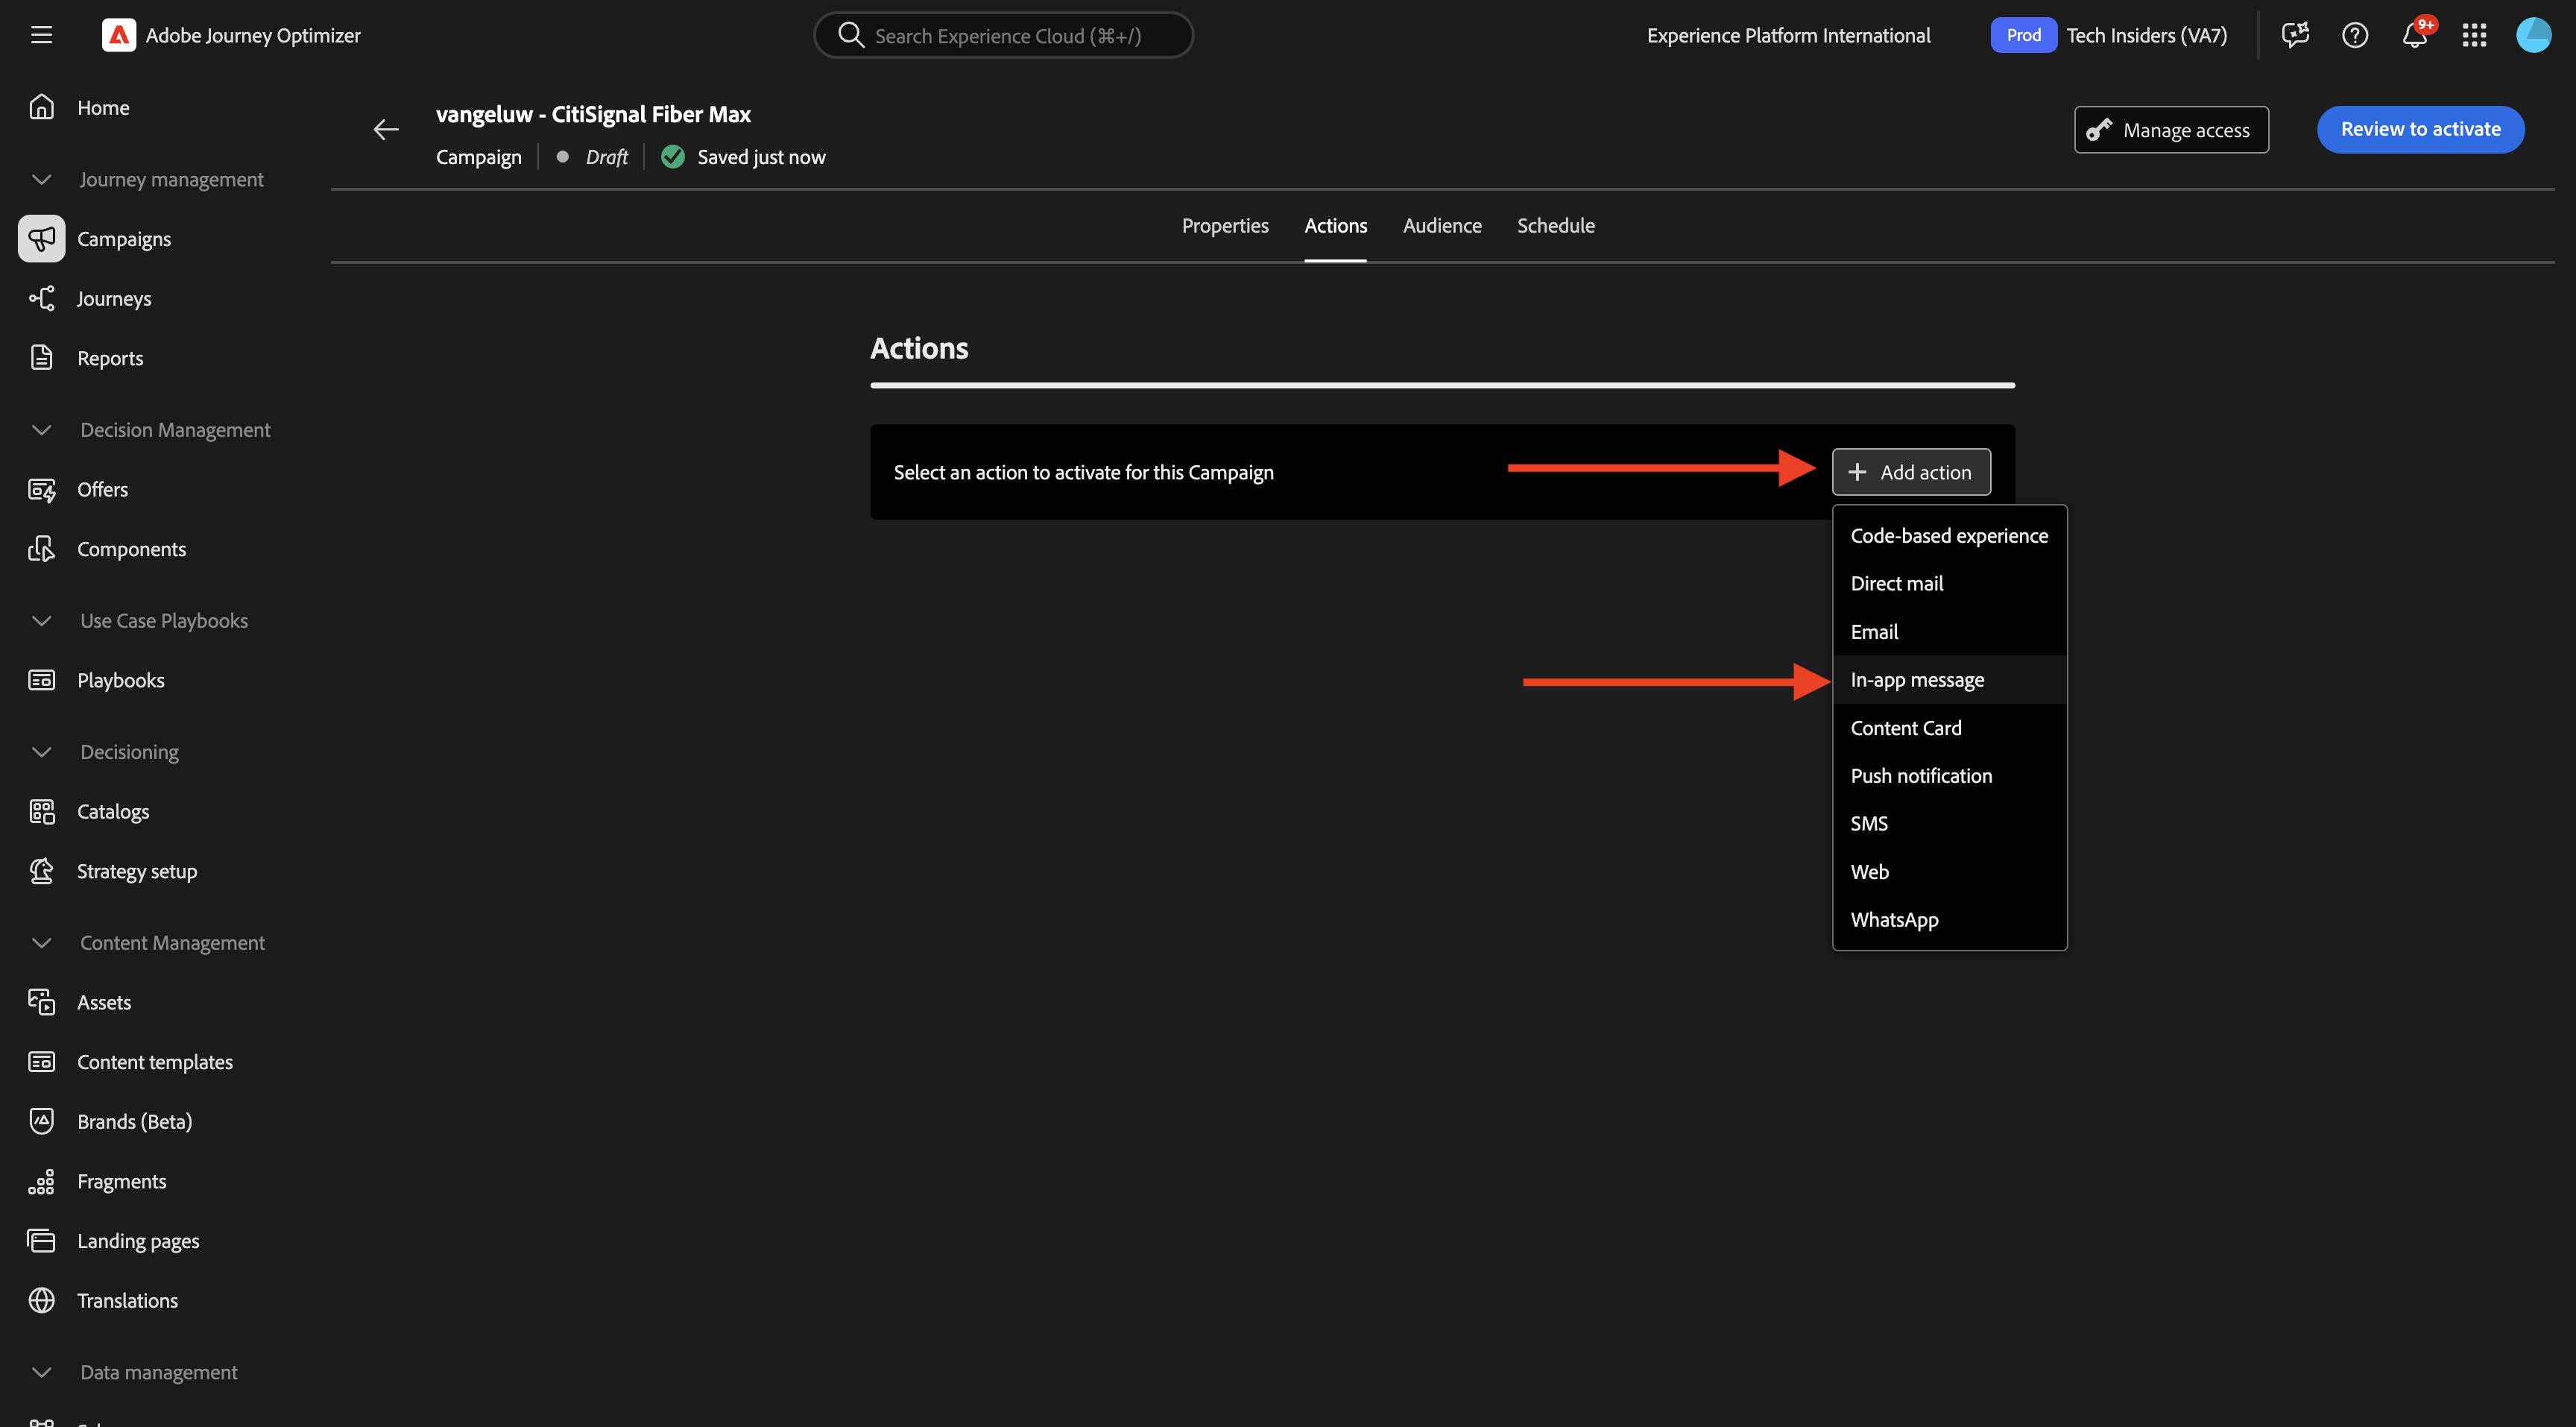 Adobe Journey Optimizer
Search Experience Cloud (⌘+/)
Experience Platform International
Prod
Tech Insiders (VA7)
9+
Home
Journey management
Campaigns
Journeys
Reports
Decision Management
Offers
Components
Use Case Playbooks
Playbooks
Decisioning
Catalogs
Strategy setup
Content Management
Assets
Content templates
Brands (Beta)
Fragments
Landing pages
Translations
Data management
vangeluw - CitiSignal Fiber Max
Campaign
Draft
Saved just now
Manage access
Review to activate
Properties
Actions
Audience
Schedule
Actions
Select an action to activate for this Campaign
Add action
Code-based experience
Direct mail
Email
In-app message
Content Card
Push notification
SMS
Web
WhatsApp